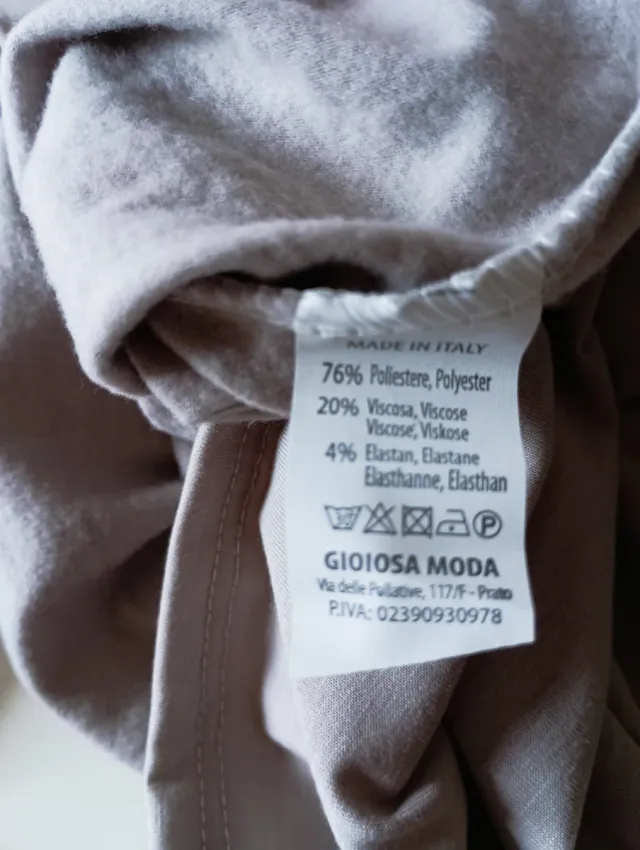 MADE IN ITALY
76% Poliestere, Polyester
20% Viscosa, Viscose
Viscose, Viskose
4% Elastan, Elastane
Elasthanne, Elasthan
GIOIOSA MODA
Via delle Pullative, 117/F - Prato
P.IVA: 02390930978